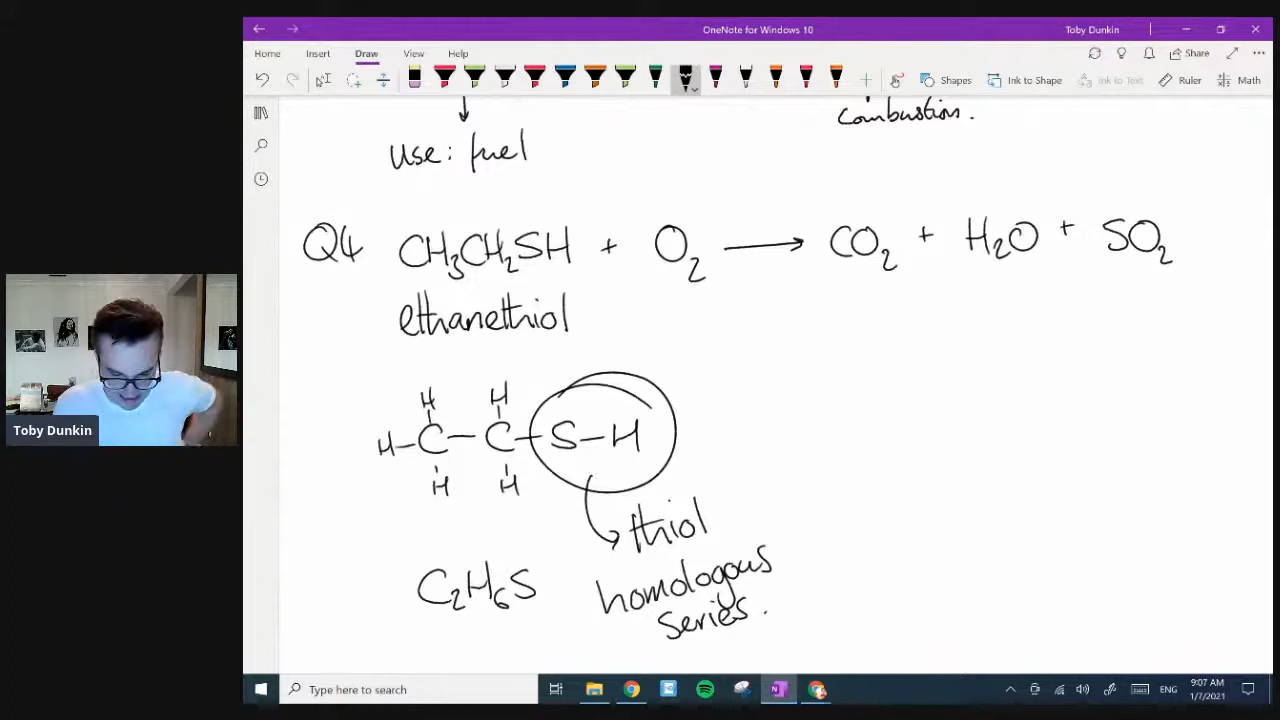 OneNote for Windows 10
Toby Dunkin
Home Insert Draw View Help
Share
Shapes Ink to Shape Ink to Text Ruler Math
combustion.
Use: fuel
Q4 CH₃CH₂SH + O₂ → CO₂ + H₂O + SO₂
ethanethiol
H H
H-C-C-S-H
H H
thiol
homologous
series.
C₂H₆S
Toby Dunkin
Type here to search
ENG
9:07 AM
1/7/2021